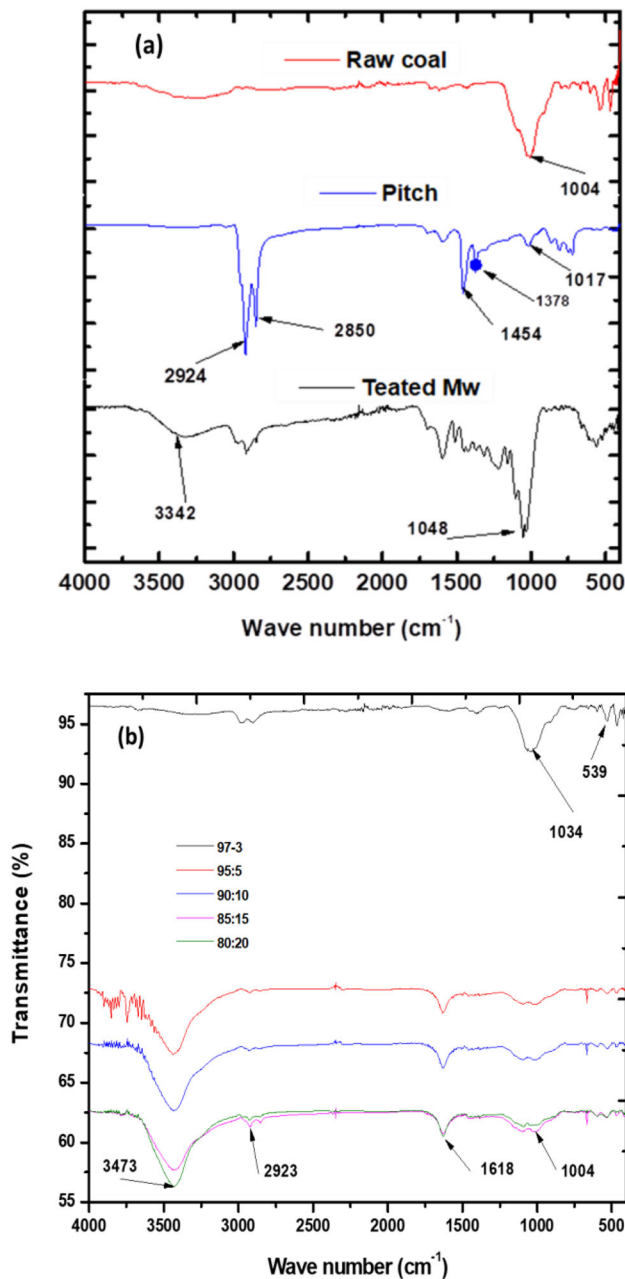 (a)
Raw coal
1004
Pitch
1017
1378
2850
1454
2924
Teated Mw
3342
1048
4000 3500 3000 2500 2000 1500 1000 500
Wave number (cm-1)
(b)
95
90
85
80
75
70
65
60
55
Transmittance (%)
539
1034
97-3
95:5
90:10
85:15
80:20
3473
2923
1618
1004
4000 3500 3000 2500 2000 1500 1000 500
Wave number (cm-1)